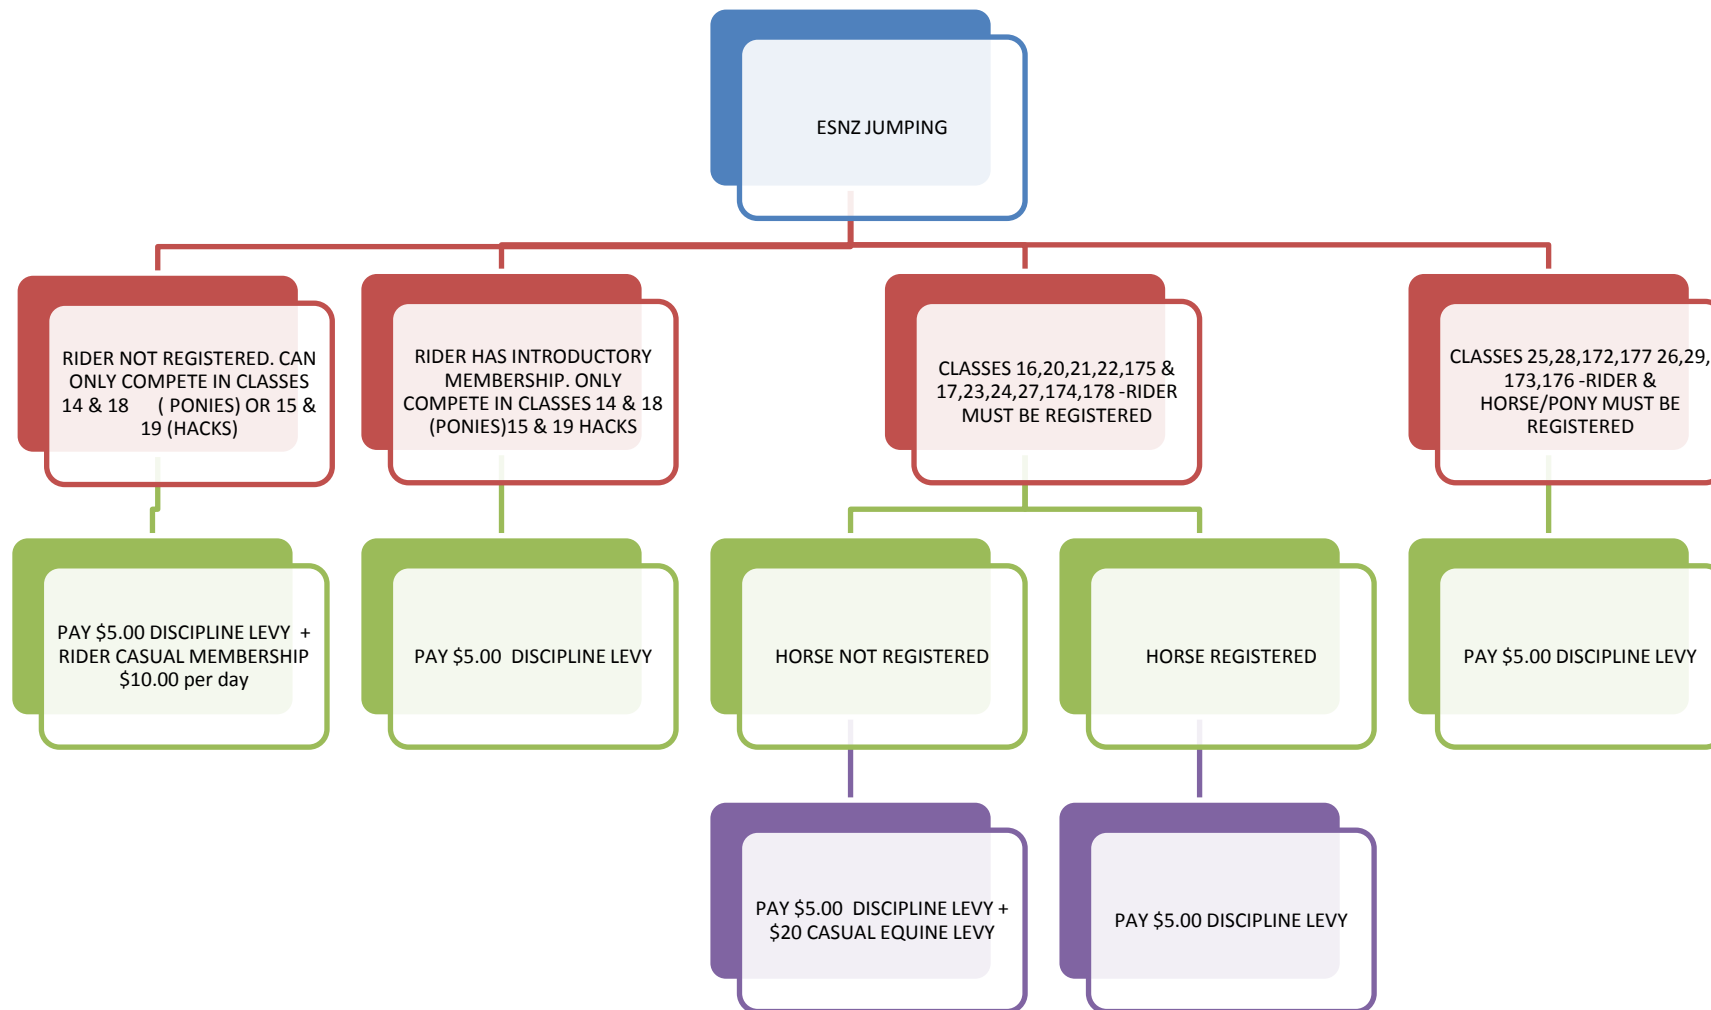 ESNZ JUMPING
RIDER NOT REGISTERED. CAN
ONLY COMPETE IN CLASSES
14 & 18 ( PONIES) OR 15 &
19 (HACKS)
RIDER HAS INTRODUCTORY
MEMBERSHIP. ONLY
COMPETE IN CLASSES 14 & 18
(PONIES)15 & 19 HACKS
CLASSES 16,20,21,22,175 &
17,23,24,27,174,178 -RIDER
MUST BE REGISTERED
CLASSES 25,28,172,177 26,29,
173,176 -RIDER &
HORSE/PONY MUST BE
REGISTERED
PAY $5.00 DISCIPLINE LEVY +
RIDER CASUAL MEMBERSHIP
$10.00 per day
PAY $5.00 DISCIPLINE LEVY
HORSE NOT REGISTERED
HORSE REGISTERED
PAY $5.00 DISCIPLINE LEVY
PAY $5.00 DISCIPLINE LEVY +
$20 CASUAL EQUINE LEVY
PAY $5.00 DISCIPLINE LEVY